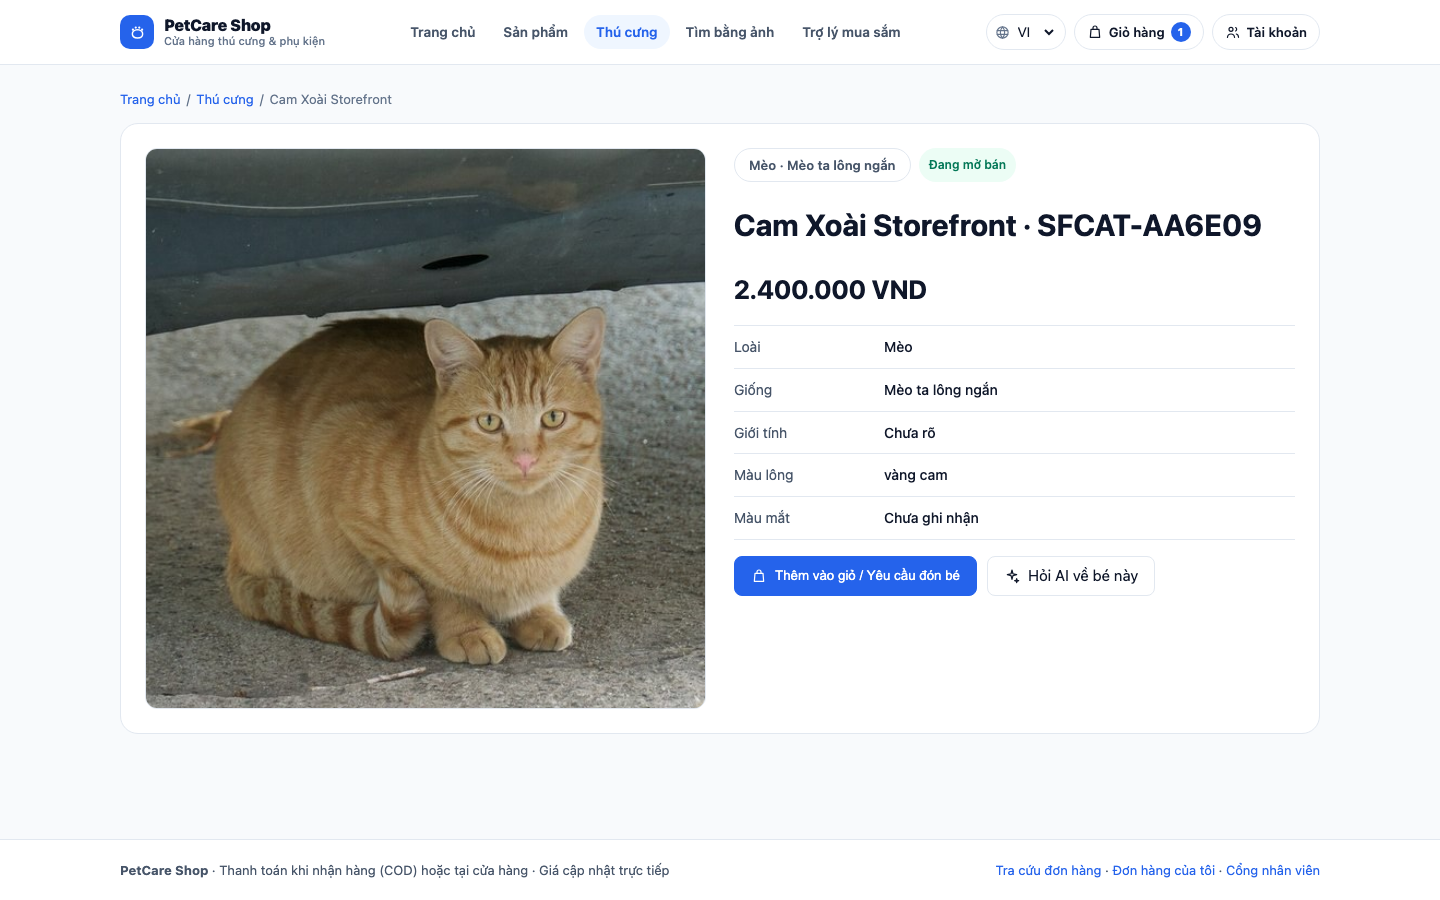 PetCare Shop
Cửa hàng thú cưng & phụ kiện
Trang chủ
Sản phẩm
Thú cưng
Tìm bằng ảnh
Trợ lý mua sắm
VI
Giỏ hàng 1
Tài khoản
Trang chủ / Thú cưng / Cam Xoài Storefront
Mèo · Mèo ta lông ngắn
Đang mở bán
Cam Xoài Storefront · SFCAT-AA6E09
2.400.000 VND
Loài Mèo
Giống Mèo ta lông ngắn
Giới tính Chưa rõ
Màu lông vàng cam
Màu mắt Chưa ghi nhận
Thêm vào giỏ / Yêu cầu đón bé
Hỏi AI về bé này
PetCare Shop · Thanh toán khi nhận hàng (COD) hoặc tại cửa hàng · Giá cập nhật trực tiếp
Tra cứu đơn hàng · Đơn hàng của tôi · Cổng nhân viên